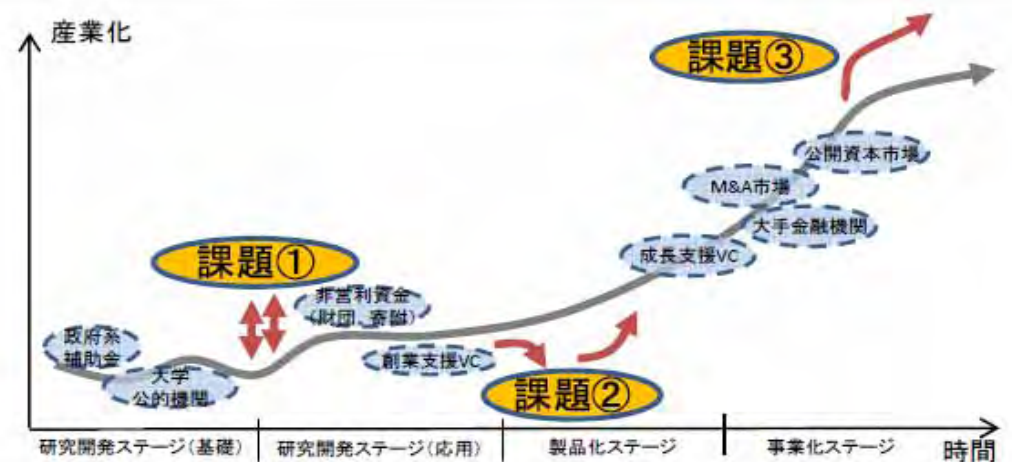 産業化
課題③
公開資本市場
M&A市場
大手金融機関
成長支援VC
課題①
非営利資金
(財団、寄附)
政府系
補助金
大学
公的機関
創業支援VC
課題②
研究開発ステージ(基礎)
研究開発ステージ(応用)
製品化ステージ
事業化ステージ
時間